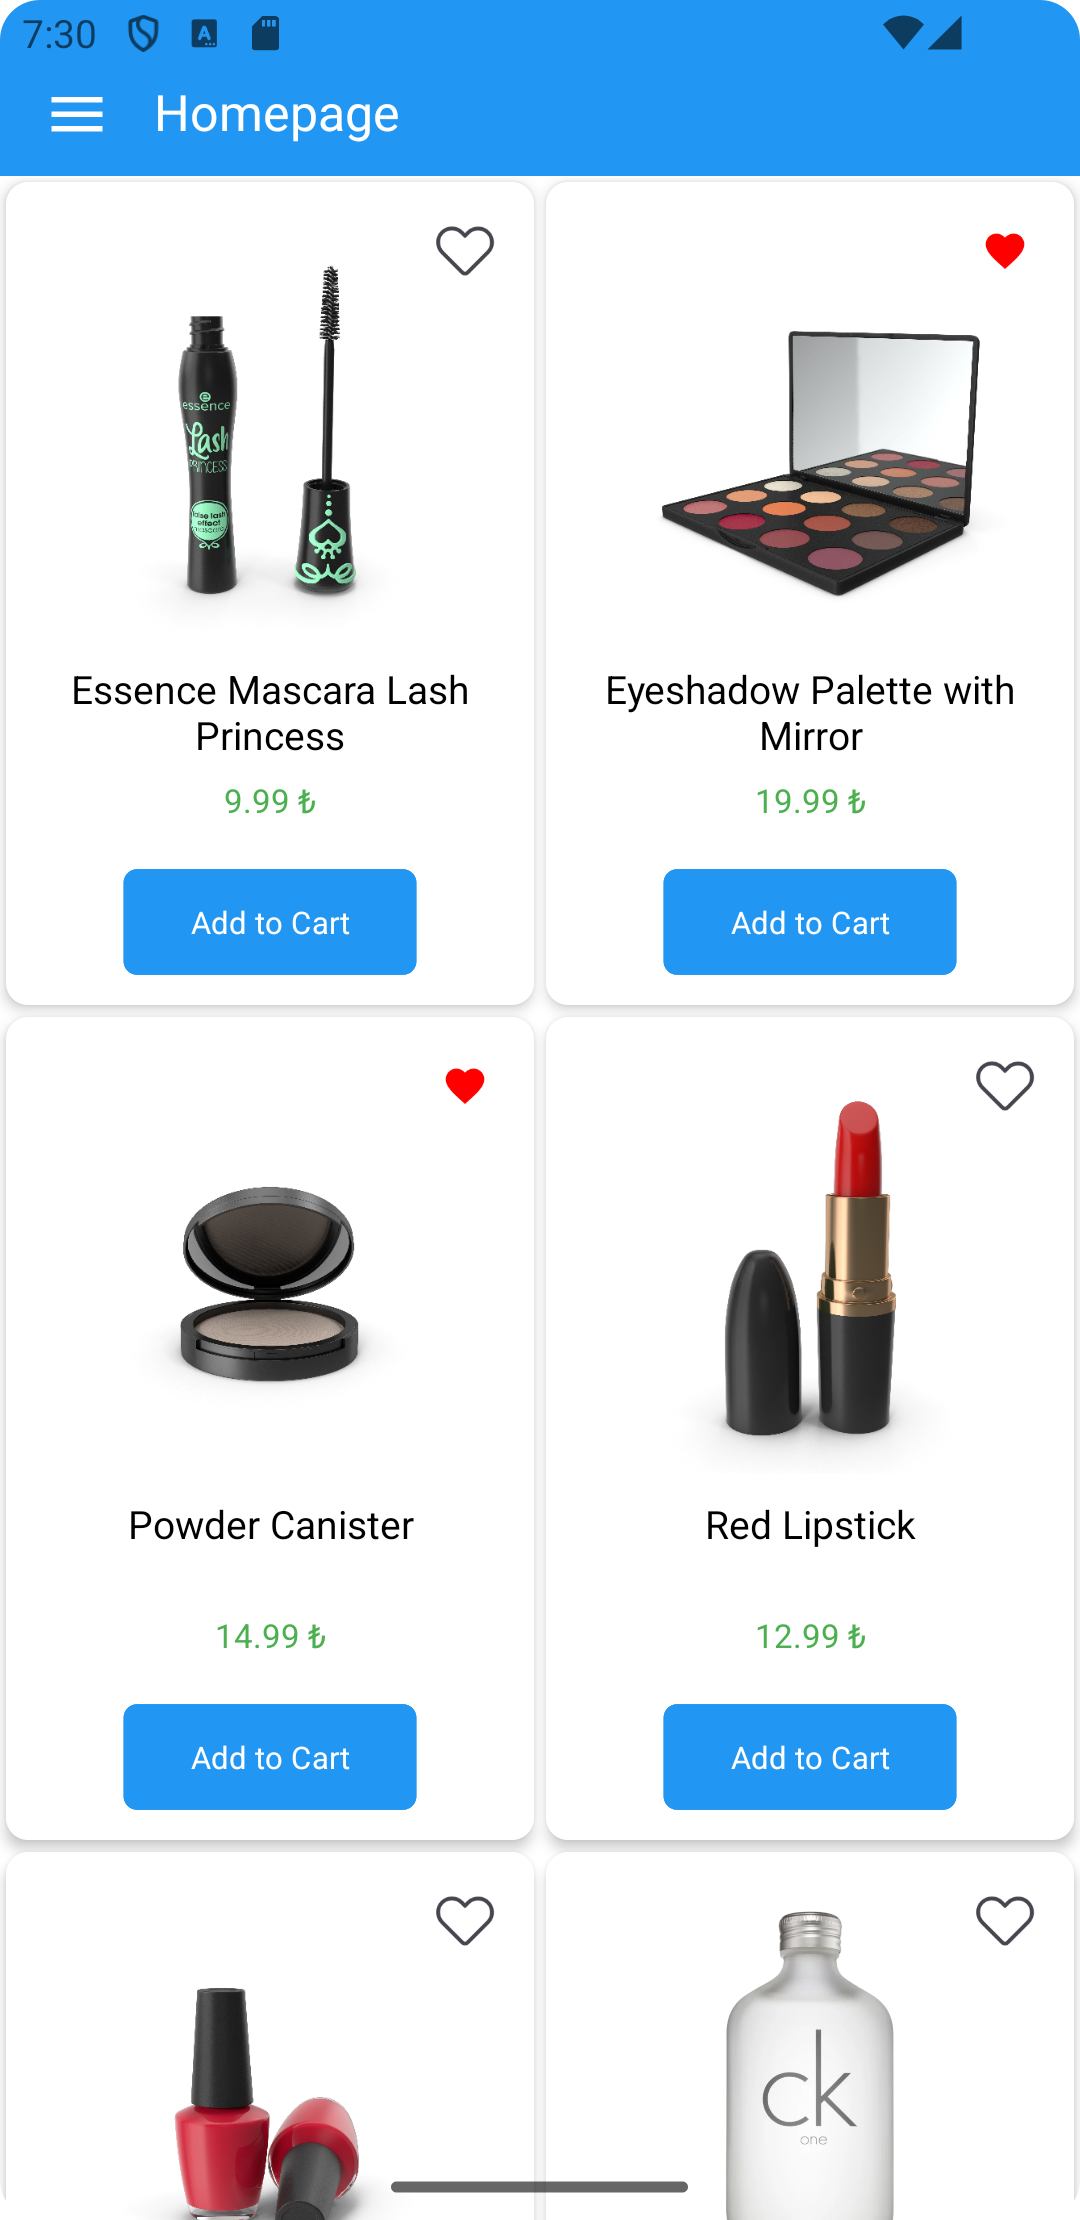 7:30
Homepage
essence
Lash
PRINCESS
false lash
effect
mascara
Essence Mascara Lash
Princess
9.99 ₺
Add to Cart
Eyeshadow Palette with
Mirror
19.99 ₺
Add to Cart
Powder Canister
14.99 ₺
Add to Cart
Red Lipstick
12.99 ₺
Add to Cart
ck
one